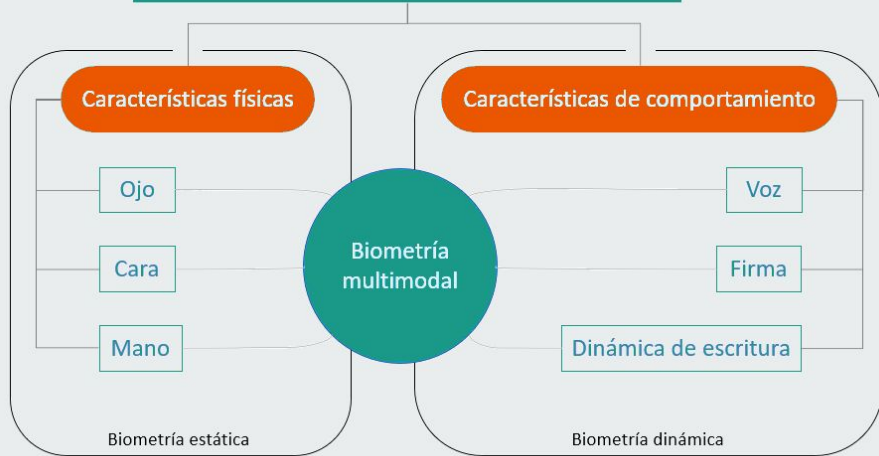 Características físicas
Características de comportamiento
Ojo
Voz
Biometría
multimodal
Cara
Firma
Mano
Dinámica de escritura
Biometría estática
Biometría dinámica